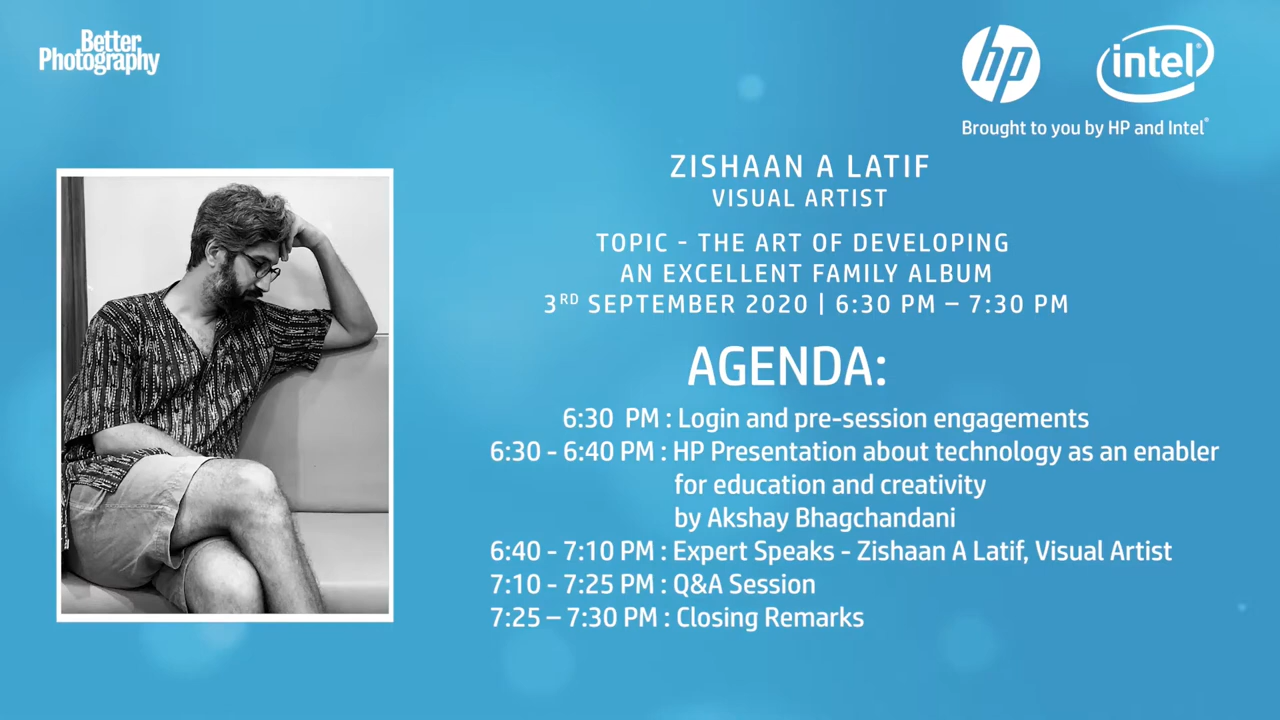 Better
Photography
hp
intel®
Brought to you by HP and Intel®
ZISHAAN A LATIF
VISUAL ARTIST
TOPIC - THE ART OF DEVELOPING
AN EXCELLENT FAMILY ALBUM
3RD SEPTEMBER 2020 | 6:30 PM – 7:30 PM
AGENDA:
6:30 PM : Login and pre-session engagements
6:30 - 6:40 PM : HP Presentation about technology as an enabler
for education and creativity
by Akshay Bhagchandani
6:40 - 7:10 PM : Expert Speaks - Zishaan A Latif, Visual Artist
7:10 - 7:25 PM : Q&A Session
7:25 – 7:30 PM : Closing Remarks